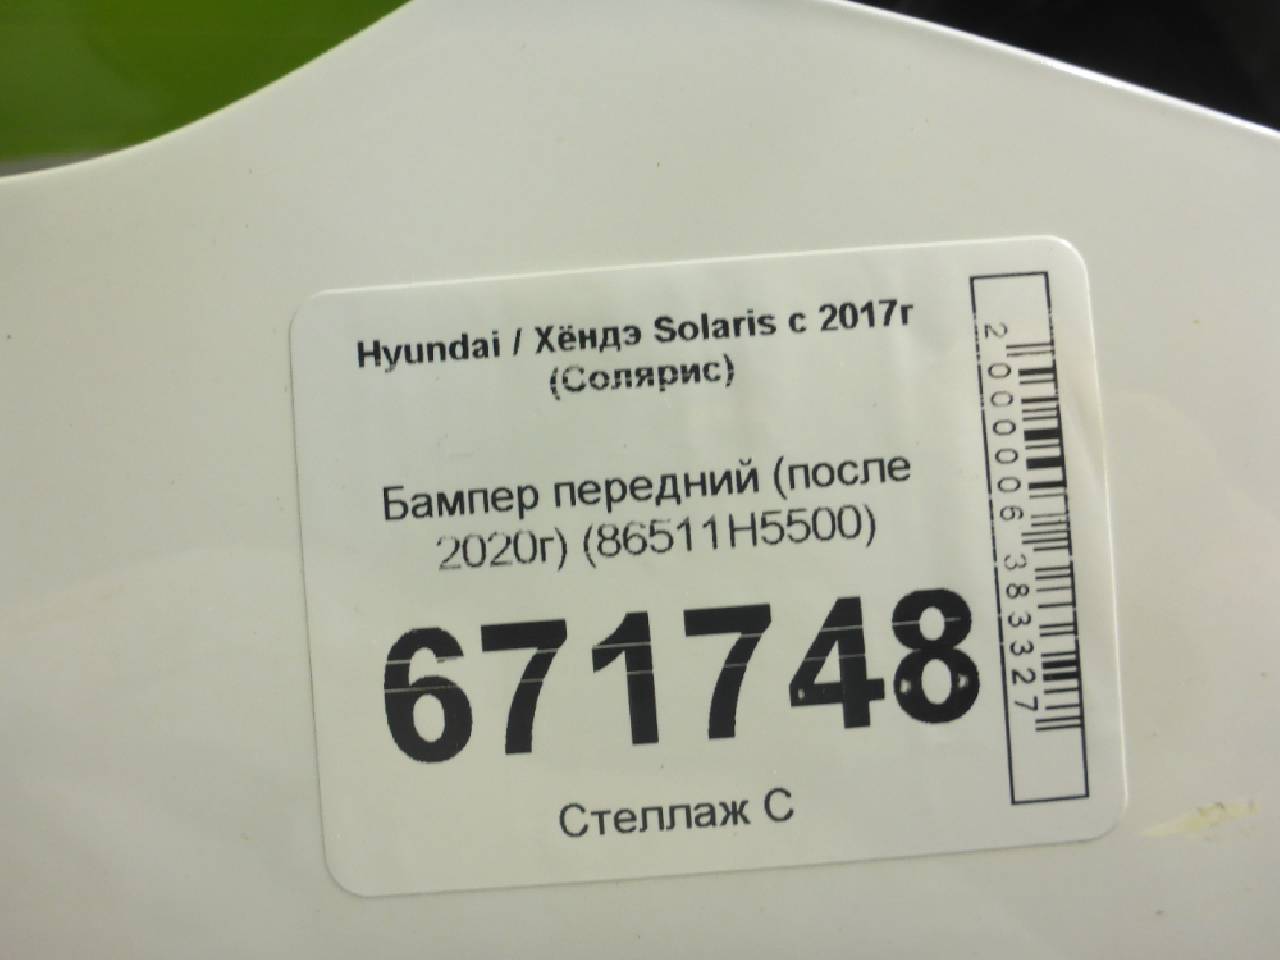 Hyundai / Хёндэ Solaris с 2017г
(Солярис)
Бампер передний (после
2020г) (86511H5500)
671748
Стеллаж С
2000006383327